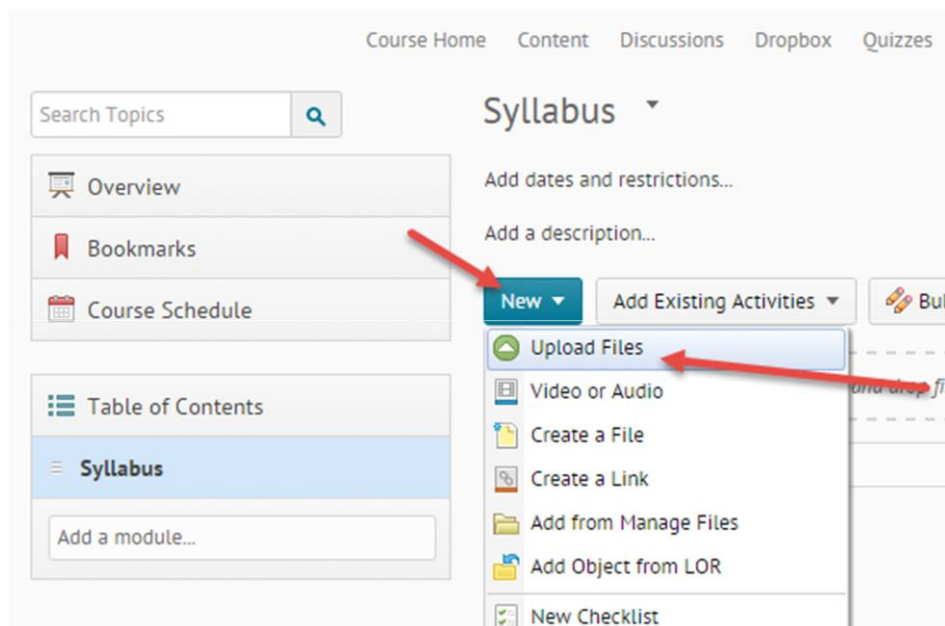 Course Home Content Discussions Dropbox Quizzes
Search Topics
Overview
Bookmarks
Course Schedule
Table of Contents
Syllabus
Add a module...
Syllabus
Add dates and restrictions...
Add a description...
New Add Existing Activities
Upload Files
and drop
Video or Audio
Create a File
Create a Link
Add from Manage Files
Add Object from LOR
New Checklist